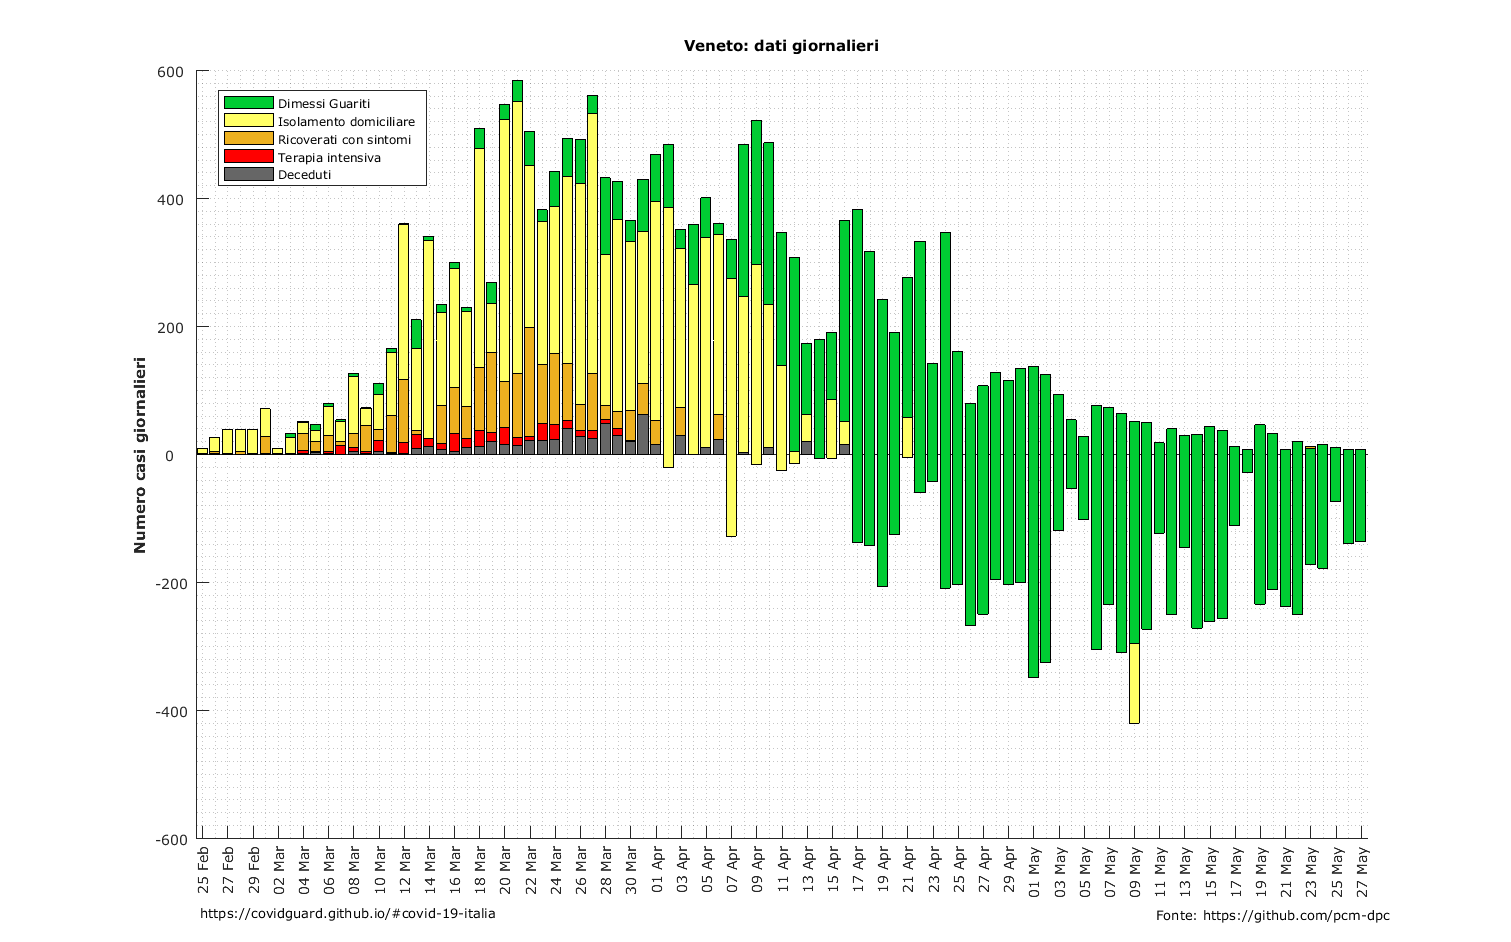 Veneto: dati giornalieri
600
400
200
0
-200
-400
-600
Numero casi giornalieri
Dimessi Guariti
Isolamento domiciliare
Ricoverati con sintomi
Terapia intensiva
Deceduti
25 Feb
27 Feb
29 Feb
02 Mar
04 Mar
06 Mar
08 Mar
10 Mar
12 Mar
14 Mar
16 Mar
18 Mar
20 Mar
22 Mar
24 Mar
26 Mar
28 Mar
30 Mar
01 Apr
03 Apr
05 Apr
07 Apr
09 Apr
11 Apr
13 Apr
15 Apr
17 Apr
19 Apr
21 Apr
23 Apr
25 Apr
27 Apr
29 Apr
01 May
03 May
05 May
07 May
09 May
11 May
13 May
15 May
17 May
19 May
21 May
23 May
25 May
27 May
https://covidguard.github.io/#covid-19-italia
Fonte: https://github.com/pcm-dpc